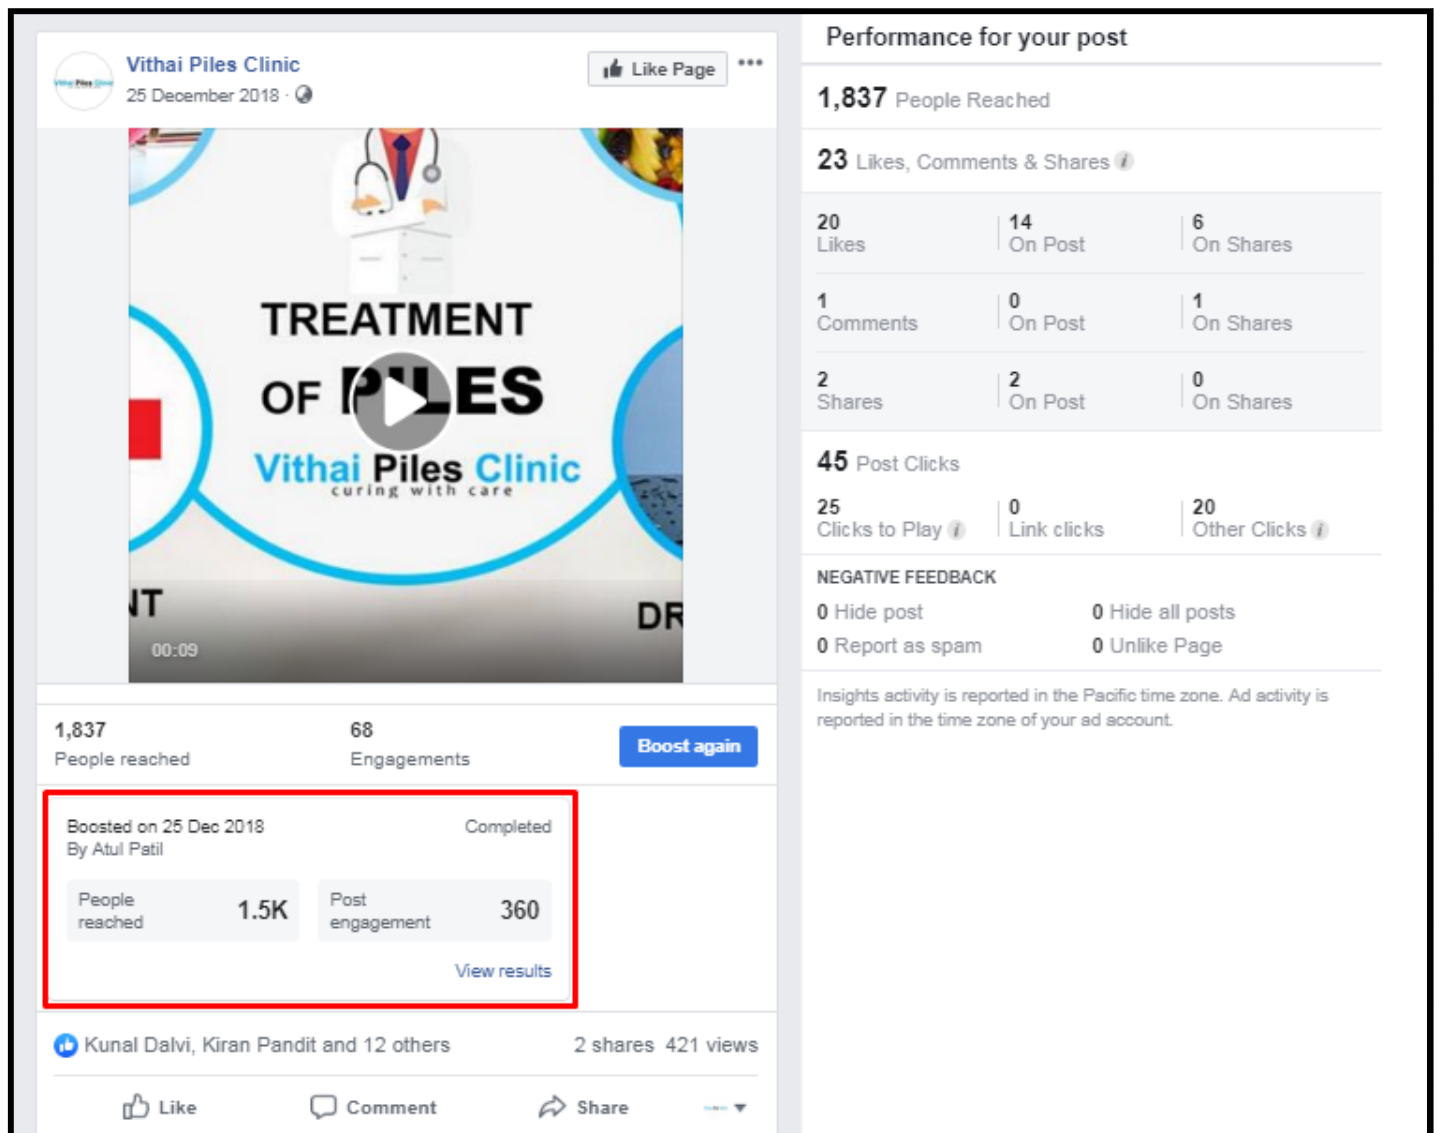 Vithai Piles Clinic
25 December 2018 ·
Like Page
TREATMENT
OF PILES
Vithai Piles Clinic
curing with care
NT
DR
00:09
1,837
People reached
68
Engagements
Boost again
Boosted on 25 Dec 2018
Completed
By Atul Patil
People
reached
1.5K
Post
engagement
360
View results
Kunal Dalvi, Kiran Pandit and 12 others
2 shares 421 views
Like
Comment
Share
Performance for your post
1,837 People Reached
23 Likes, Comments & Shares
20
Likes
14
On Post
6
On Shares
1
Comments
0
On Post
1
On Shares
2
Shares
2
On Post
0
On Shares
45 Post Clicks
25
Clicks to Play
0
Link clicks
20
Other Clicks
NEGATIVE FEEDBACK
0 Hide post
0 Hide all posts
0 Report as spam
0 Unlike Page
Insights activity is reported in the Pacific time zone. Ad activity is
reported in the time zone of your ad account.